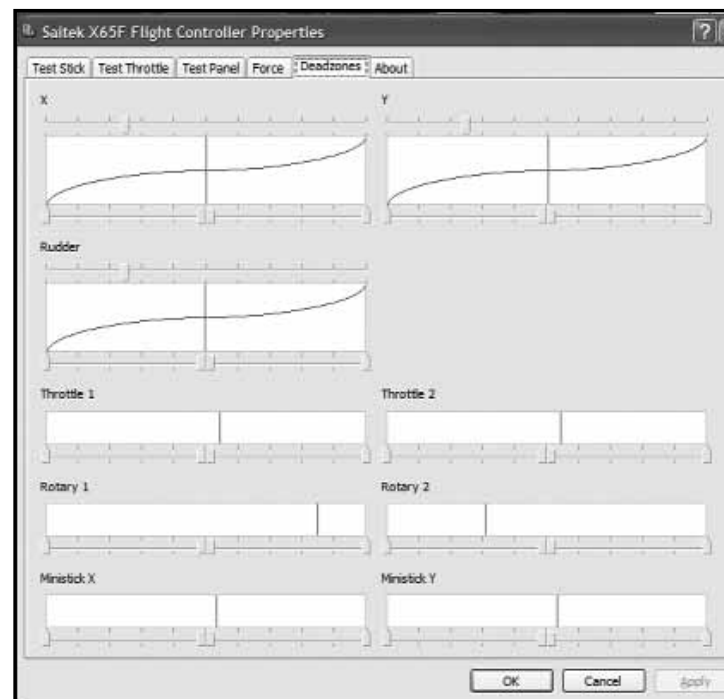 Saitek X65F Flight Controller Properties ?
Test Stick Test Throttle Test Panel Force Deadzones About
X Y
Rudder
Throttle 1 Throttle 2
Rotary 1 Rotary 2
Ministick X Ministick Y
OK Cancel Apply